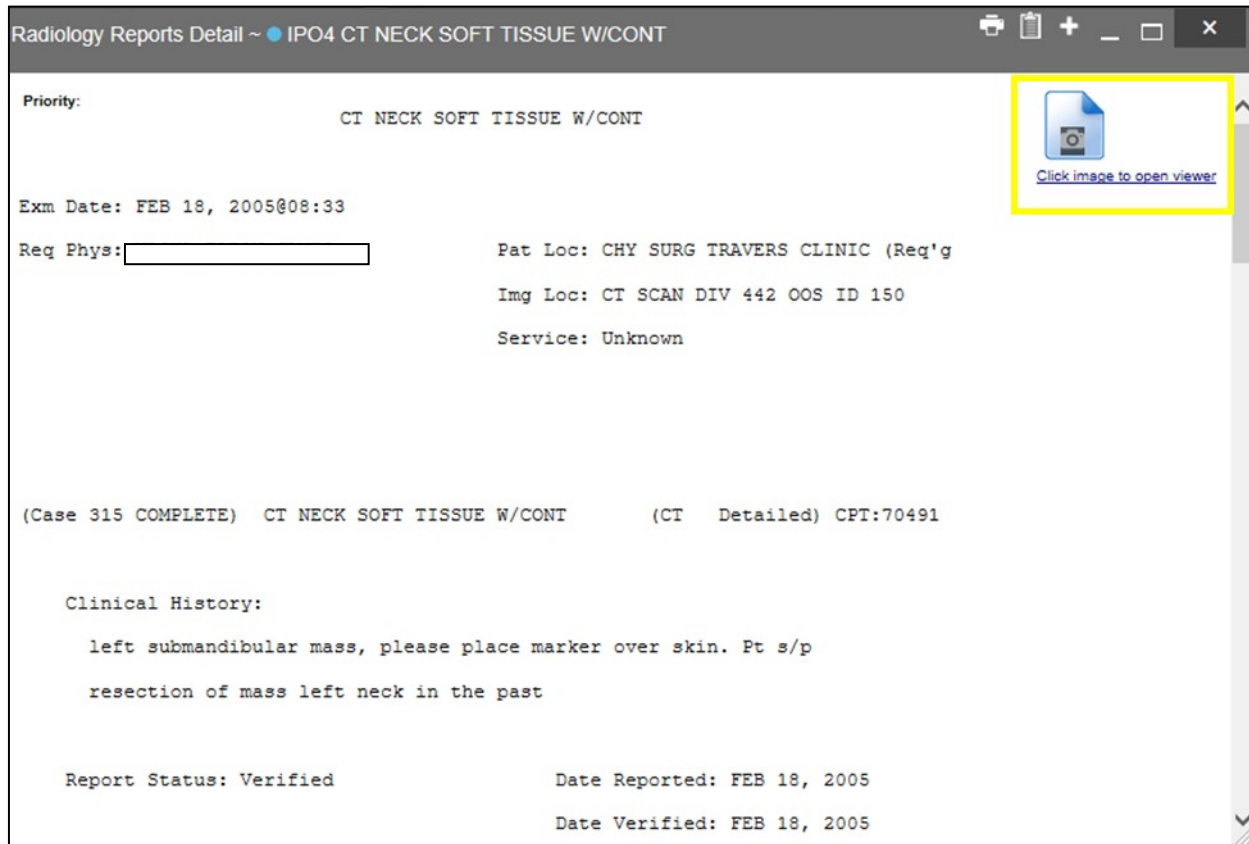 Radiology Reports Detail ~ IPO4 CT NECK SOFT TISSUE W/CONT
Priority:
CT NECK SOFT TISSUE W/CONT
Click image to open viewer
Exm Date: FEB 18, 2005@08:33
Req Phys: Pat Loc: CHY SURG TRAVERS CLINIC (Req'g
Img Loc: CT SCAN DIV 442 OOS ID 150
Service: Unknown
(Case 315 COMPLETE) CT NECK SOFT TISSUE W/CONT (CT Detailed) CPT:70491
Clinical History:
left submandibular mass, please place marker over skin. Pt s/p
resection of mass left neck in the past
Report Status: Verified Date Reported: FEB 18, 2005
Date Verified: FEB 18, 2005